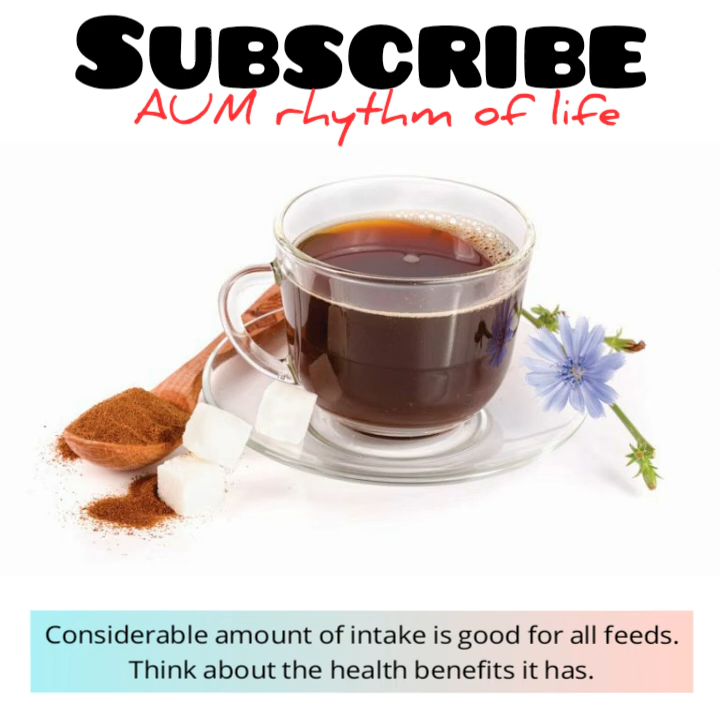 SUBSCRIBE
AUM rhythm of life
Considerable amount of intake is good for all feeds.
Think about the health benefits it has.